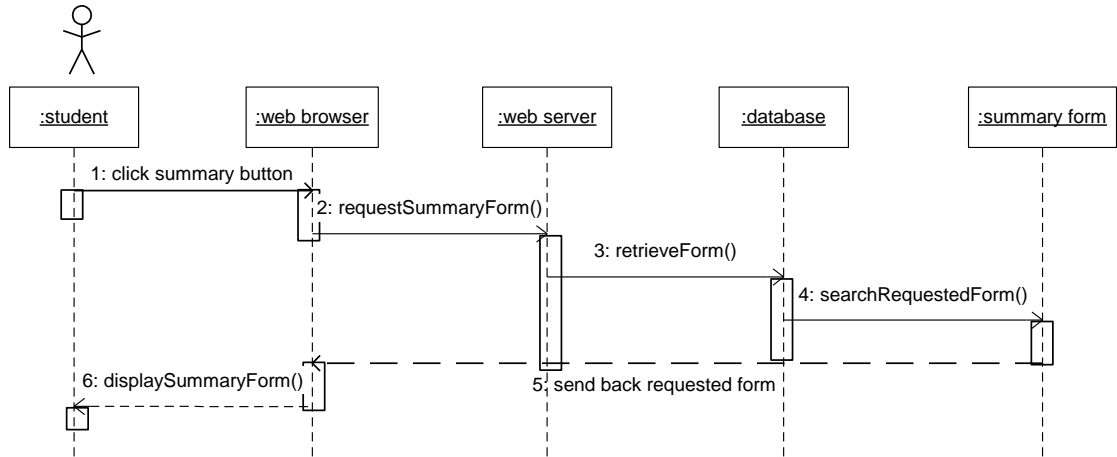 :student
:web browser
:web server
:database
:summary form
1: click summary button
2: requestSummaryForm()
3: retrieveForm()
4: searchRequestedForm()
5: send back requested form
6: displaySummaryForm()